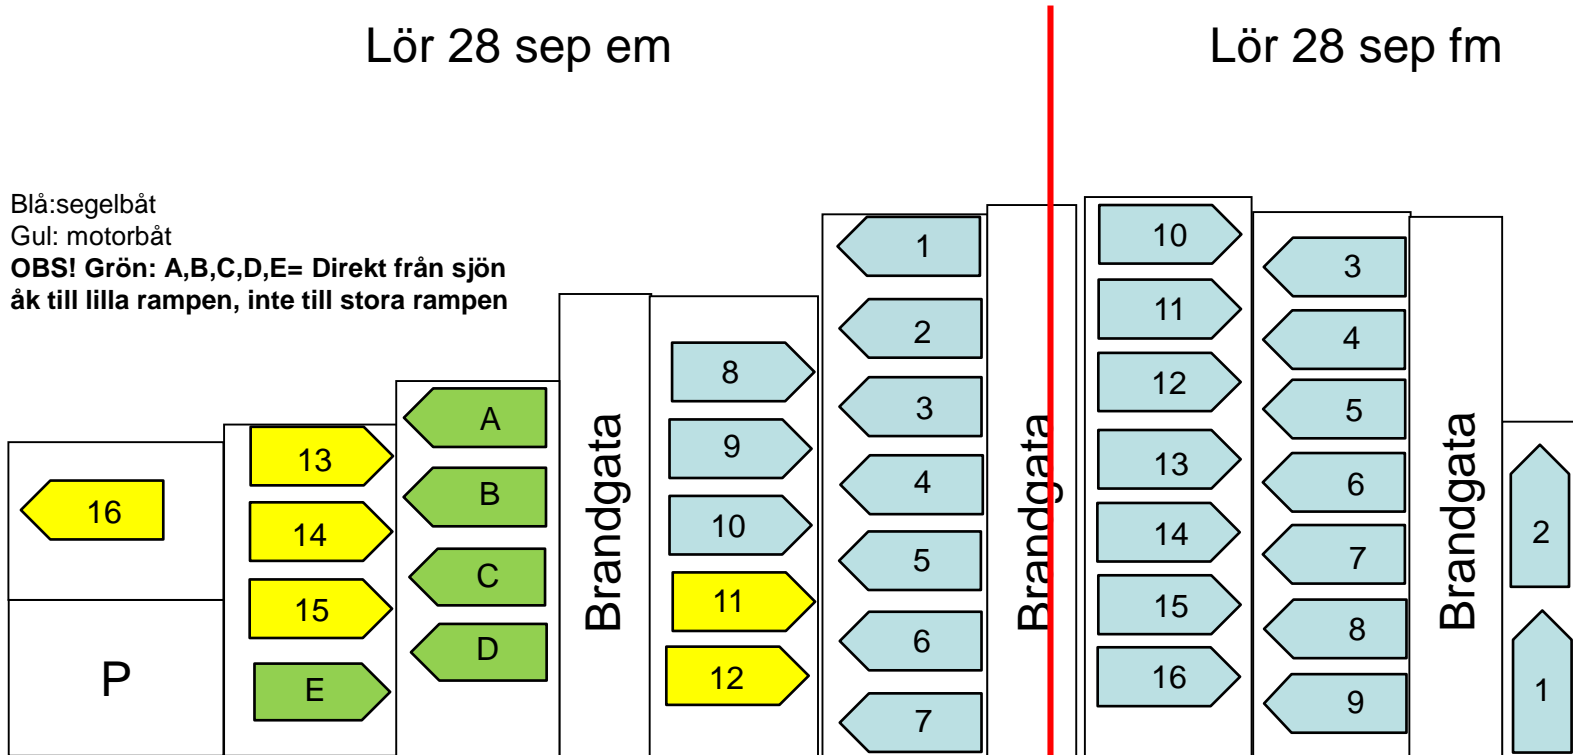 Lör 28 sep em
Lör 28 sep fm
Blå:segelbåt
Gul: motorbåt
OBS! Grön: A,B,C,D,E= Direkt från sjön
åk till lilla rampen, inte till stora rampen
16
P
13
14
15
E
A
B
C
D
Brandgata
8
9
10
11
12
1
2
3
4
5
6
7
Brandgata
10
11
12
13
14
15
16
3
4
5
6
7
8
9
Brandgata
2
1